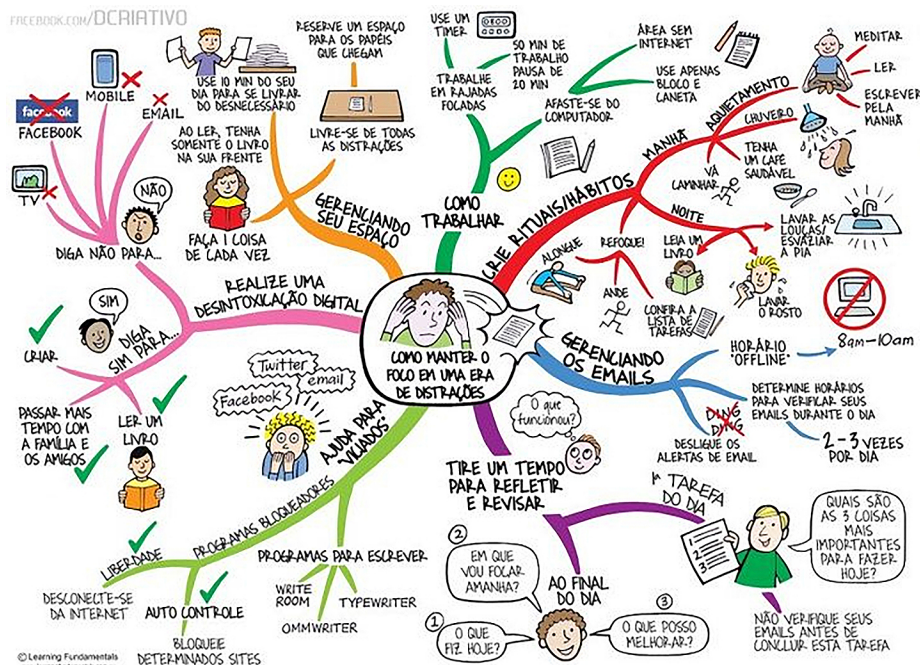 FACEBOOK.COM/DCRIATIVO
COMO MANTER O
FOCO EM UMA ERA
DE DISTRAÇÕES
CRIE RITUAIS/HÁBITOS
MANHÃ
AQUIETAMENTO
MEDITAR
LER
ESCREVER
PELA
MANHÃ
CHUVEIRO
TENHA
UM CAFÉ
SAUDÁVEL
VÁ
CAMINHAR
NOITE
LAVAR AS
LOUÇAS/
ESVAZIAR
A PIA
LAVAR
O ROSTO
LEIA UM
LIVRO
CONFIRA A
LISTA DE
TAREFAS
REFOQUE!
ALONGUE
ANDE
GERENCIANDO
OS EMAILS
HORÁRIO
"OFFLINE"
8am-10am
DETERMINE HORÁRIOS
PARA VERIFICAR SEUS
EMAILS DURANTE O DIA
2-3 VEZES
POR DIA
DING
DING
DESLIGUE OS
ALERTAS DE EMAIL
TIRE UM TEMPO
PARA REFLETIR
E REVISAR
O que
funcionou?
1ª TAREFA
DO DIA
1
2
3
QUAIS SÃO
AS 3 COISAS
MAIS
IMPORTANTES
PARA FAZER
HOJE?
NÃO VERIFIQUE SEUS
EMAILS ANTES DE
CONCLUIR ESTA TAREFA
AO FINAL
DO DIA
1
O QUE
FIZ HOJE?
2
EM QUE
VOU FOCAR
AMANHA?
3
O QUE POSSO
MELHORAR?
AJUDA PARA
VICIADOS
Twitter
email
Facebook
PROGRAMAS BLOQUEADORES
LIBERDADE
DESCONECTE-SE
DA INTERNET
AUTO CONTROLE
BLOQUEIE
DETERMINADOS SITES
PROGRAMAS PARA ESCREVER
WRITE
ROOM
OMMWRITER
TYPEWRITER
REALIZE UMA
DESINTOXICAÇÃO DIGITAL
DIGA NÃO PARA...
NÃO
TV
facebook
FACEBOOK
MOBILE
EMAIL
DIGA
SIM PARA...
SIM
CRIAR
PASSAR MAIS
TEMPO COM
A FAMÍLIA E
OS AMIGOS
LER UM
LIVRO
GERENCIANDO
SEU ESPAÇO
USE 10 MIN DO SEU
DIA PARA SE LIVRAR
DO DESNECESSÁRIO
RESERVE UM ESPAÇO
PARA OS PAPÉIS
QUE CHEGAM
LIVRE-SE DE TODAS
AS DISTRAÇÕES
AO LER, TENHA
SOMENTE O LIVRO
NA SUA FRENTE
FAÇA 1 COISA
DE CADA VEZ
COMO
TRABALHAR
USE UM
TIMER
TRABALHE
EM RAJADAS
FOCADAS
50 MIN DE
TRABALHO
PAUSA DE
20 MIN
AFASTE-SE DO
COMPUTADOR
ÁREA SEM
INTERNET
USE APENAS
BLOCO E
CANETA
© Learning Fundamentals